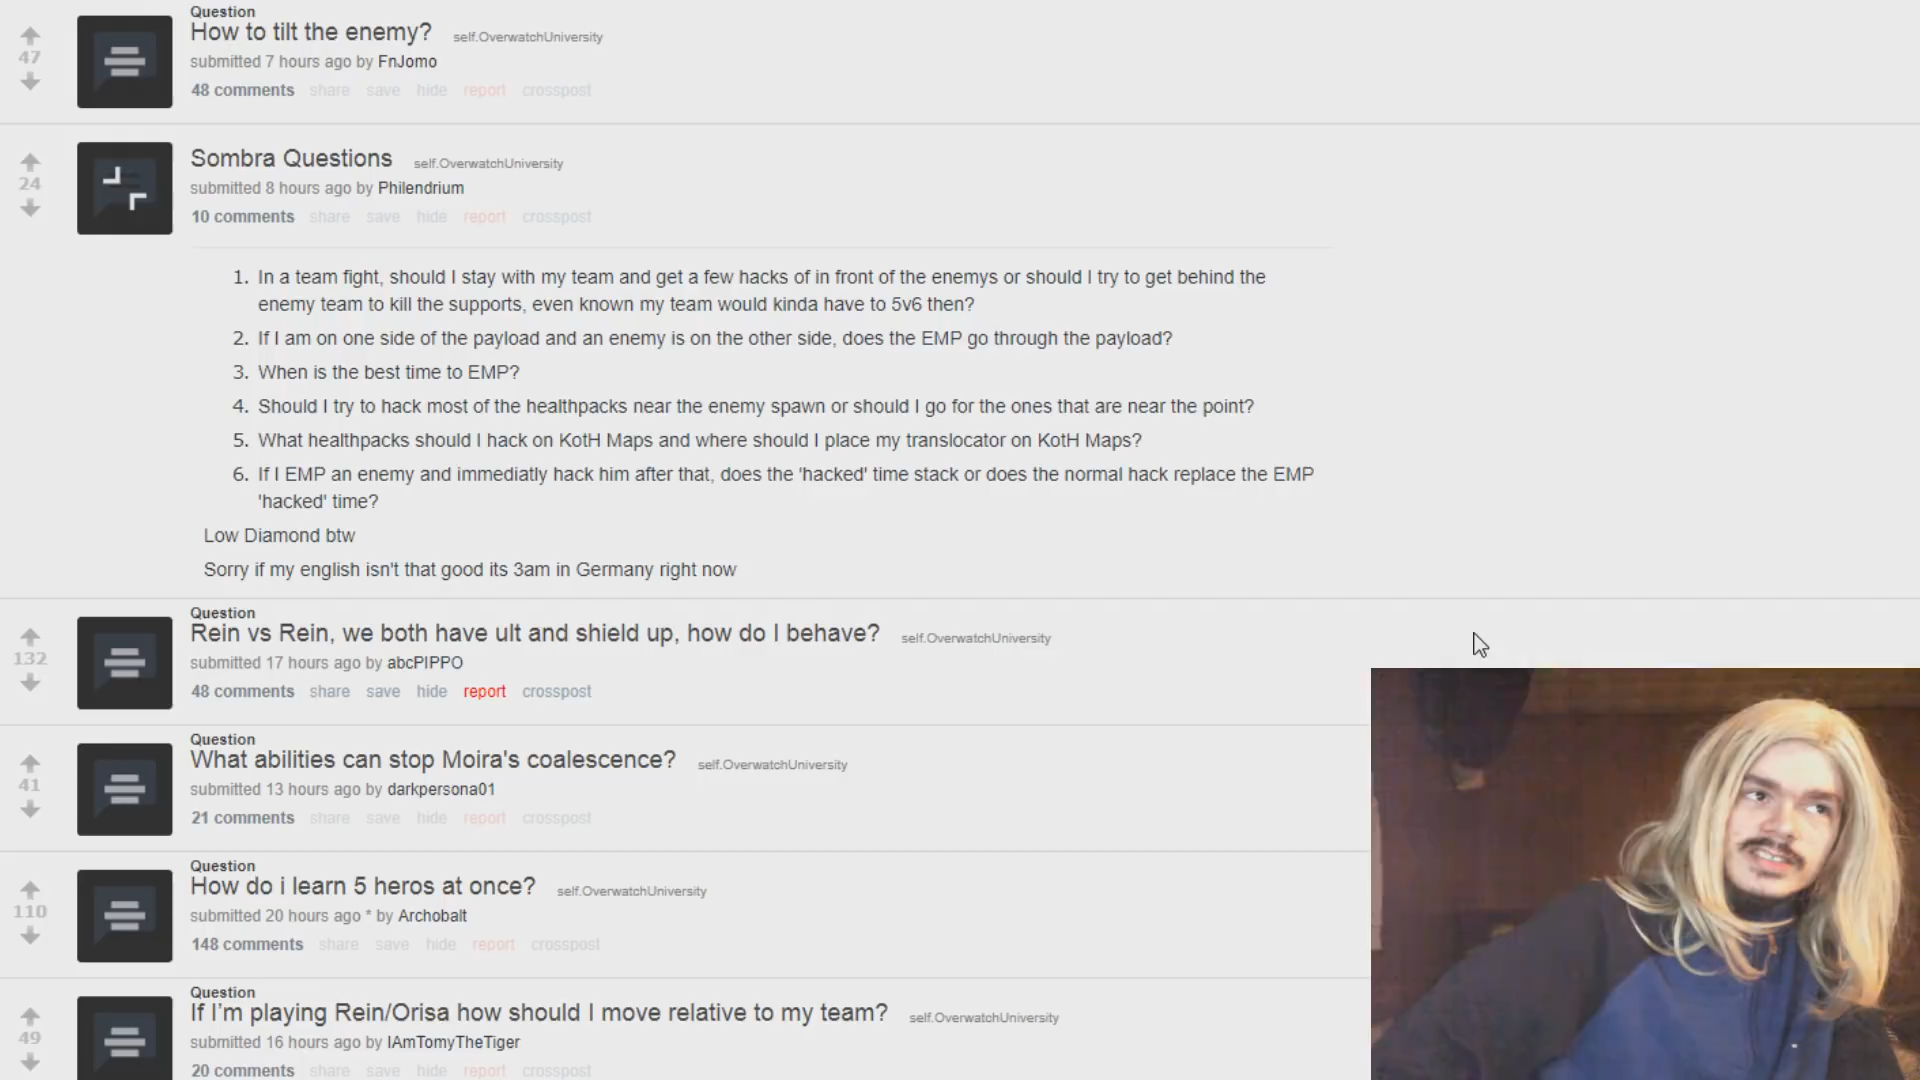 Question
How to tilt the enemy? self.OverwatchUniversity
47
submitted 7 hours ago by FnJomo
48 comments share save hide report crosspost
Sombra Questions self.OverwatchUniversity
24
submitted 8 hours ago by Philendrium
10 comments share save hide report crosspost
1. In a team fight, should I stay with my team and get a few hacks of in front of the enemys or should I try to get behind the
enemy team to kill the supports, even known my team would kinda have to 5v6 then?
2. If I am on one side of the payload and an enemy is on the other side, does the EMP go through the payload?
3. When is the best time to EMP?
4. Should I try to hack most of the healthpacks near the enemy spawn or should I go for the ones that are near the point?
5. What healthpacks should I hack on KotH Maps and where should I place my translocator on KotH Maps?
6. If I EMP an enemy and immediatly hack him after that, does the 'hacked' time stack or does the normal hack replace the EMP
'hacked' time?
Low Diamond btw
Sorry if my english isn't that good its 3am in Germany right now
Question
Rein vs Rein, we both have ult and shield up, how do I behave? self.OverwatchUniversity
132
submitted 17 hours ago by abcPIPPO
48 comments share save hide report crosspost
Question
What abilities can stop Moira's coalescence? self.OverwatchUniversity
41
submitted 13 hours ago by darkpersona01
21 comments share save hide report crosspost
Question
How do i learn 5 heros at once? self.OverwatchUniversity
110
submitted 20 hours ago * by Archobalt
148 comments share save hide report crosspost
Question
If I'm playing Rein/Orisa how should I move relative to my team? self.OverwatchUniversity
49
submitted 16 hours ago by IAmTomyTheTiger
20 comments share save hide report crosspost